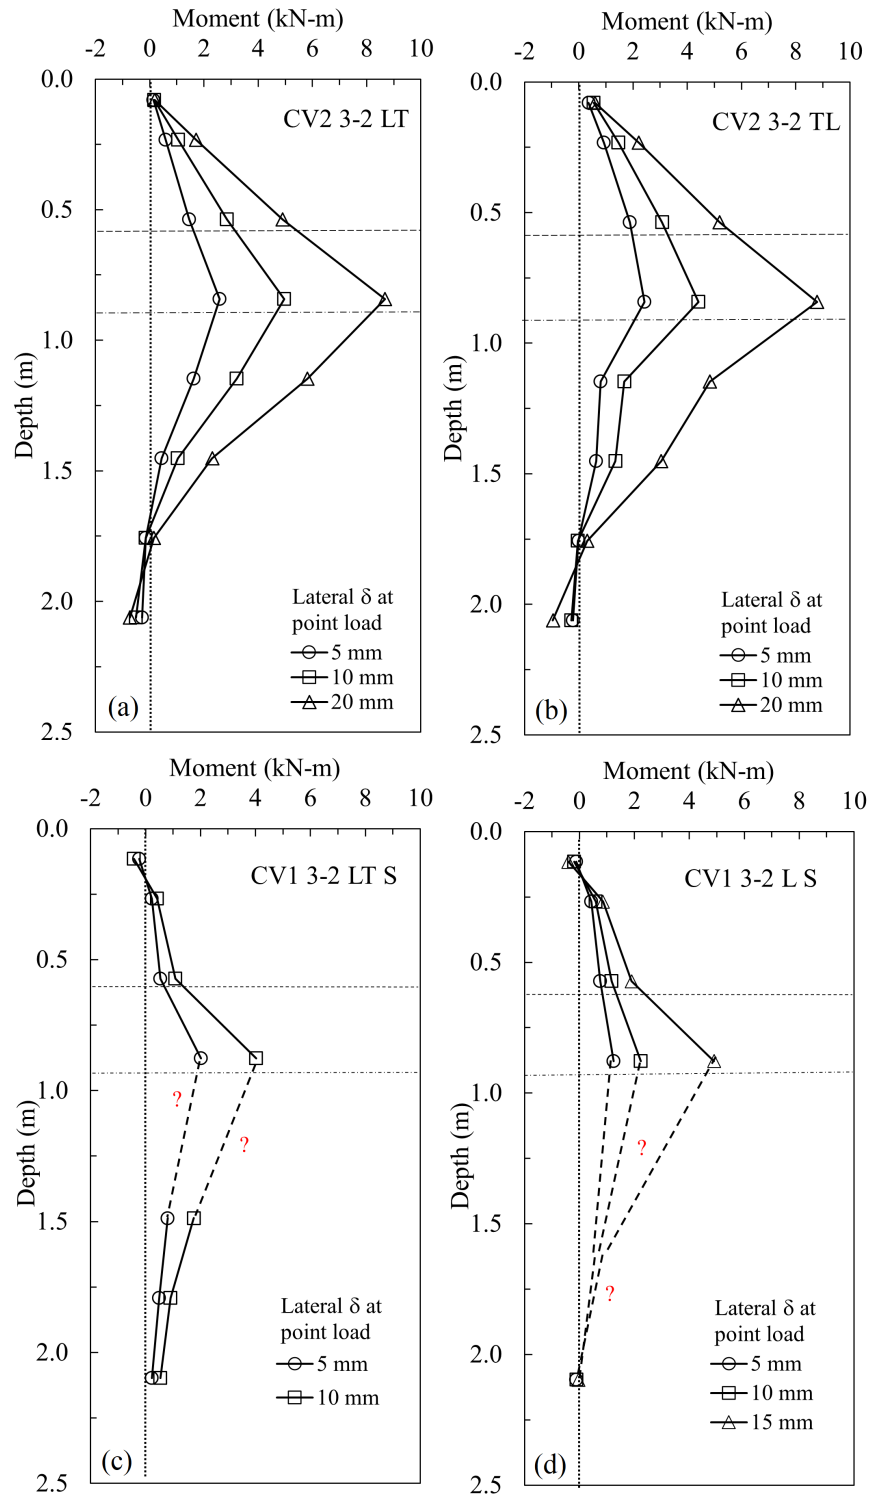 Moment (kN-m)
-2 0 2 4 6 8 10
0.0
0.5
1.0
1.5
2.0
2.5
Depth (m)
CV2 3-2 LT
Lateral δ at
point load
5 mm
10 mm
20 mm
(a)
Moment (kN-m)
-2 0 2 4 6 8 10
0.0
0.5
1.0
1.5
2.0
2.5
Depth (m)
CV2 3-2 TL
Lateral δ at
point load
5 mm
10 mm
20 mm
(b)
Moment (kN-m)
-2 0 2 4 6 8 10
0.0
0.5
1.0
1.5
2.0
2.5
Depth (m)
CV1 3-2 LT S
?
?
Lateral δ at
point load
5 mm
10 mm
(c)
Moment (kN-m)
-2 0 2 4 6 8 10
0.0
0.5
1.0
1.5
2.0
2.5
Depth (m)
CV1 3-2 L S
?
?
Lateral δ at
point load
5 mm
10 mm
15 mm
(d)